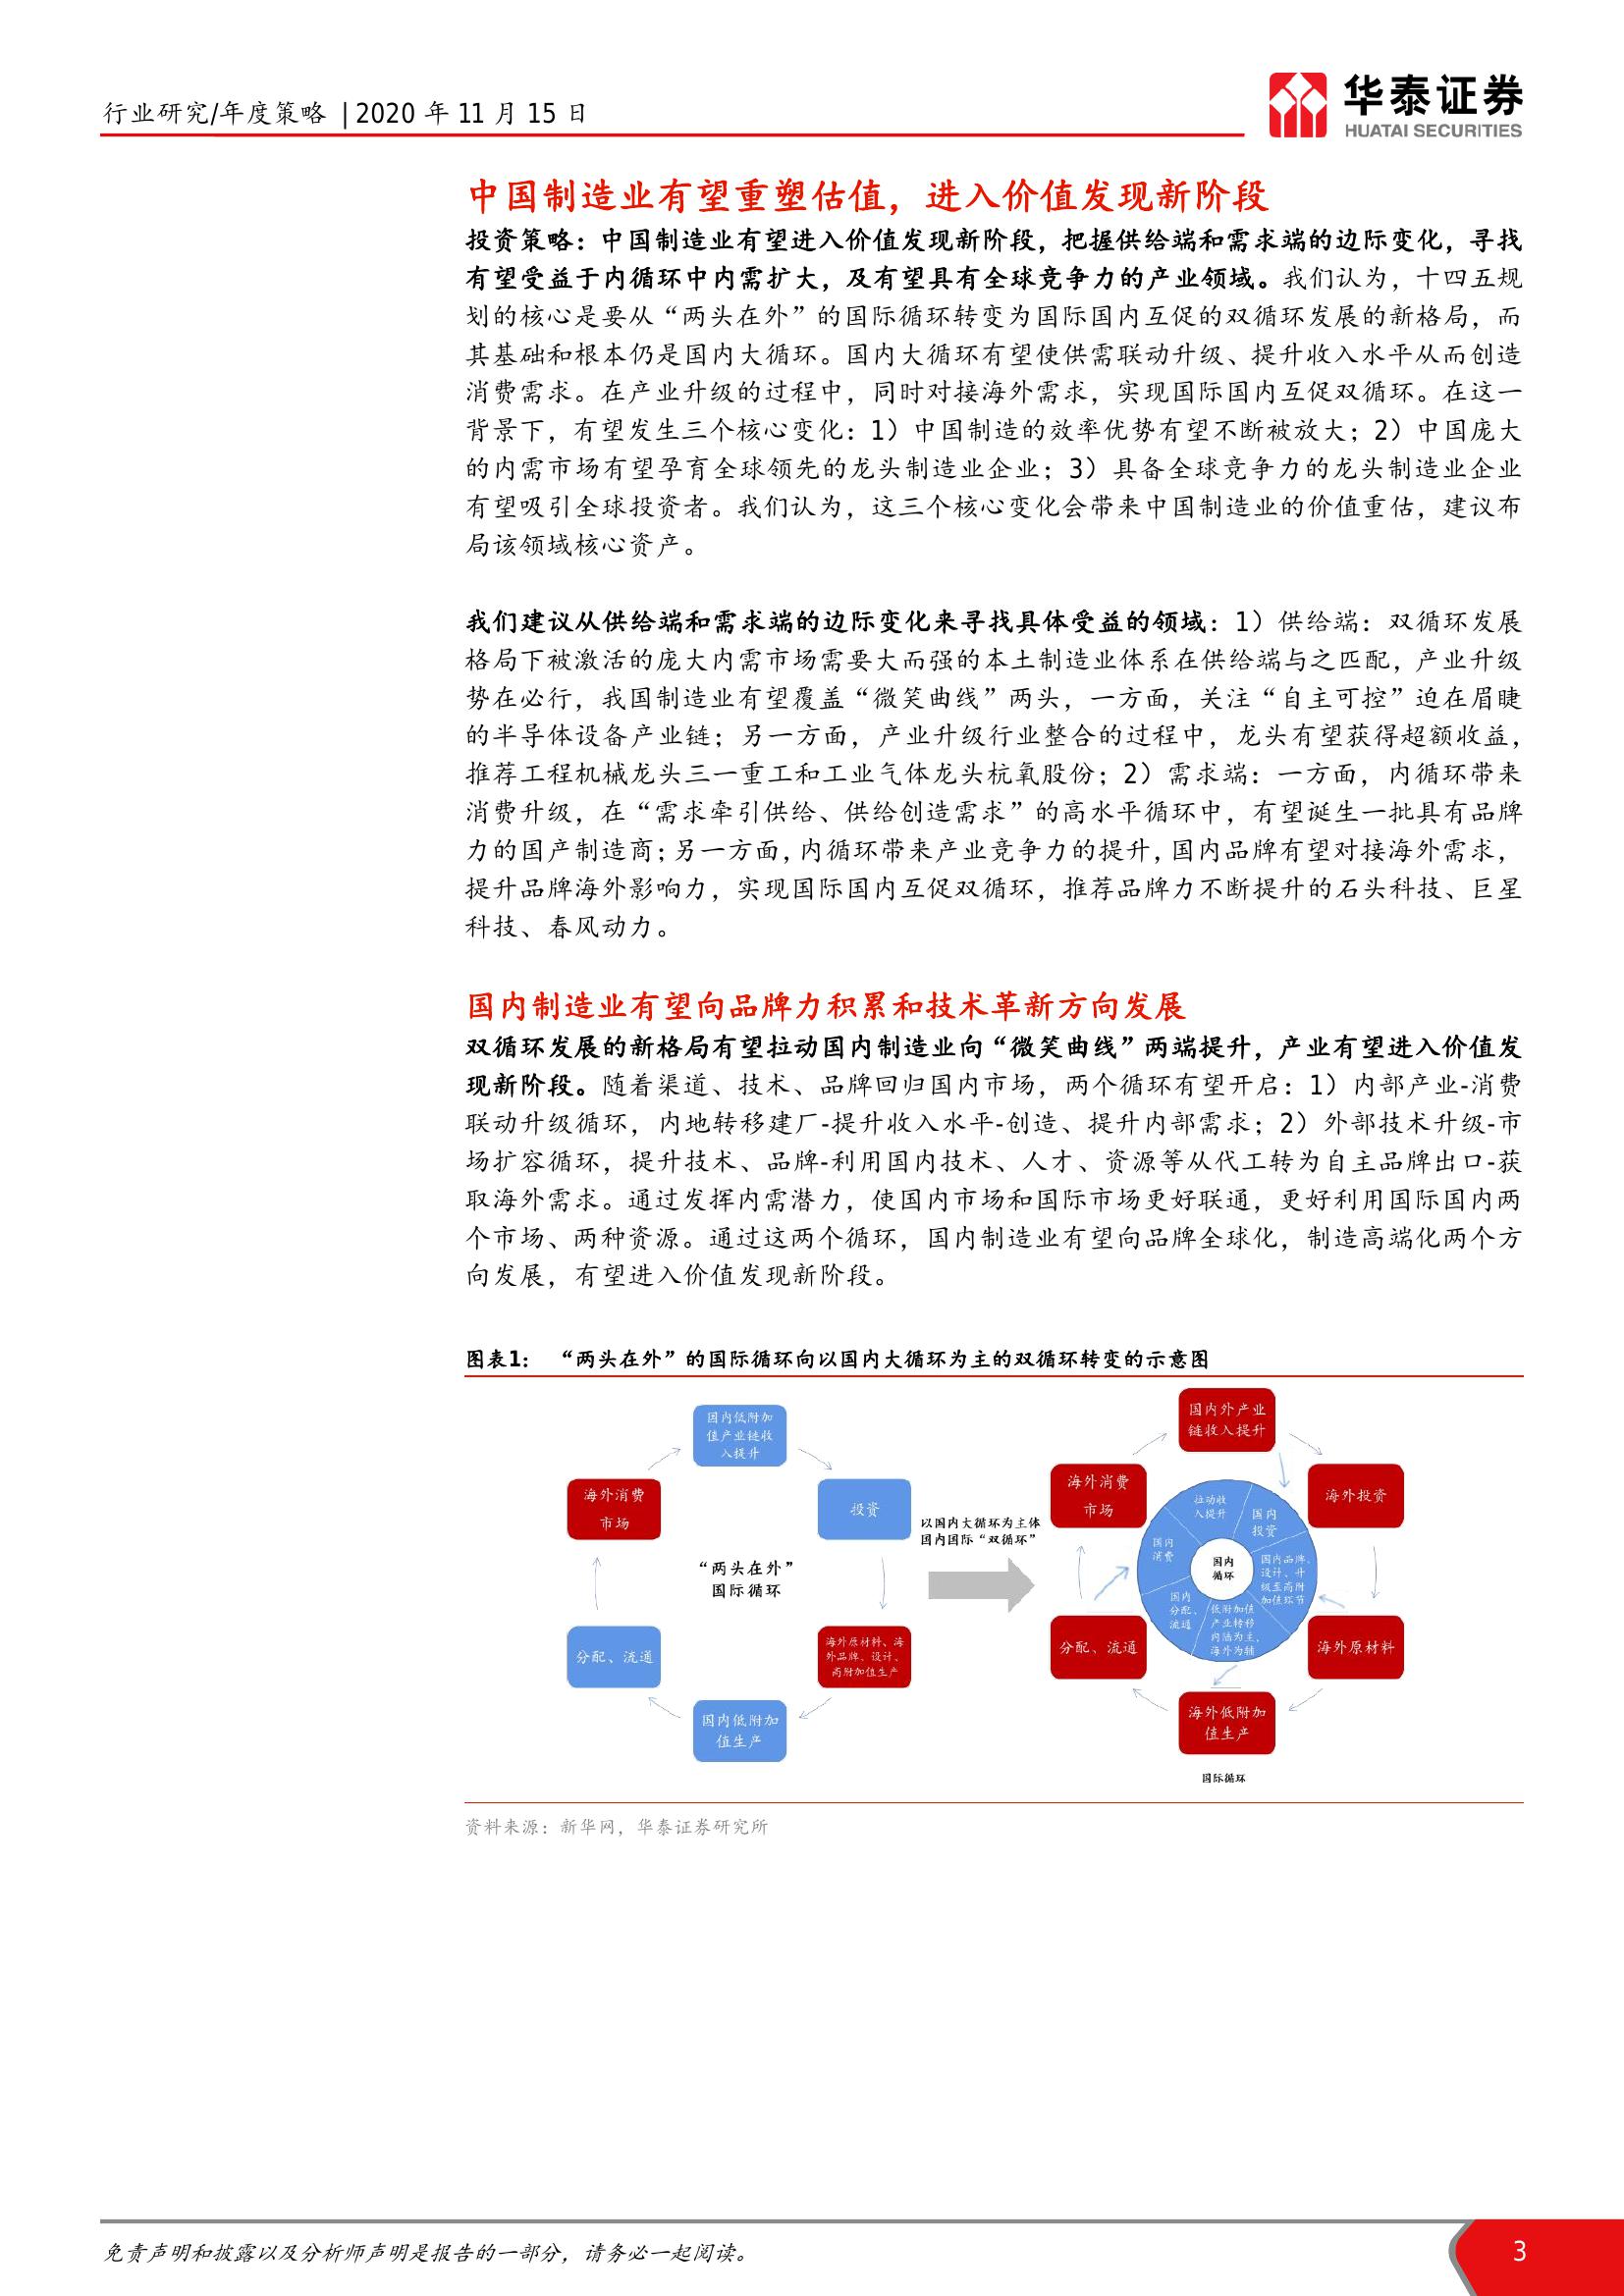 行业研究/年度策略 | 2020 年 11 月 15 日
华泰证券
HUATAI SECURITIES
中国制造业有望重塑估值，进入价值发现新阶段
投资策略：中国制造业有望进入价值发现新阶段，把握供给端和需求端的边际变化，寻找
有望受益于内循环中内需扩大，及有望具有全球竞争力的产业领域。我们认为，十四五规
划的核心是要从“两头在外”的国际循环转变为国际国内互促的双循环发展的新格局，而
其基础和根本仍是国内大循环。国内大循环有望使供需联动升级、提升收入水平从而创造
消费需求。在产业升级的过程中，同时对接海外需求，实现国际国内互促双循环。在这一
背景下，有望发生三个核心变化：1）中国制造的效率优势有望不断被放大；2）中国庞大
的内需市场有望孕育全球领先的龙头制造业企业；3）具备全球竞争力的龙头制造业企业
有望吸引全球投资者。我们认为，这三个核心变化会带来中国制造业的价值重估，建议布
局该领域核心资产。
我们建议从供给端和需求端的边际变化来寻找具体受益的领域：1）供给端：双循环发展
格局下被激活的庞大内需市场需要大而强的本土制造业体系在供给端与之匹配，产业升级
势在必行，我国制造业有望覆盖“微笑曲线”两头，一方面，关注“自主可控”迫在眉睫
的半导体设备产业链；另一方面，产业升级行业整合的过程中，龙头有望获得超额收益，
推荐工程机械龙头三一重工和工业气体龙头杭氧股份；2）需求端：一方面，内循环带来
消费升级，在“需求牵引供给、供给创造需求”的高水平循环中，有望诞生一批具有品牌
力的国产制造商；另一方面，内循环带来产业竞争力的提升，国内品牌有望对接海外需求，
提升品牌海外影响力，实现国际国内互促双循环，推荐品牌力不断提升的石头科技、巨星
科技、春风动力。
国内制造业有望向品牌力积累和技术革新方向发展
双循环发展的新格局有望拉动国内制造业向“微笑曲线”两端提升，产业有望进入价值发
现新阶段。随着渠道、技术、品牌回归国内市场，两个循环有望开启：1）内部产业-消费
联动升级循环，内地转移建厂-提升收入水平-创造、提升内部需求；2）外部技术升级-市
场扩容循环，提升技术、品牌-利用国内技术、人才、资源等从代工转为自主品牌出口-获
取海外需求。通过发挥内需潜力，使国内市场和国际市场更好联通，更好利用国际国内两
个市场、两种资源。通过这两个循环，国内制造业有望向品牌全球化，制造高端化两个方
向发展，有望进入价值发现新阶段。
图表1： “两头在外”的国际循环向以国内大循环为主的双循环转变的示意图
国内低附加
值产业链收
入提升
投资
海外原材料、海
外品牌、设计、
高附加值生产
国内低附加
值生产
分配、流通
海外消费
市场
“两头在外”
国际循环
以国内大循环为主体
国内国际“双循环”
国内外产业
链收入提升
海外投资
海外原材料
海外低附加
值生产
分配、流通
海外消费
市场
拉动收
入提升
国内
投资
国内品牌、
设计、升
级至高附
加值环节
低附加值
产业转移
内陆为主、
海外为辅
国内
分配、
流通
国内
消费
国内
循环
国际循环
资料来源：新华网，华泰证券研究所
免责声明和披露以及分析师声明是报告的一部分，请务必一起阅读。
3